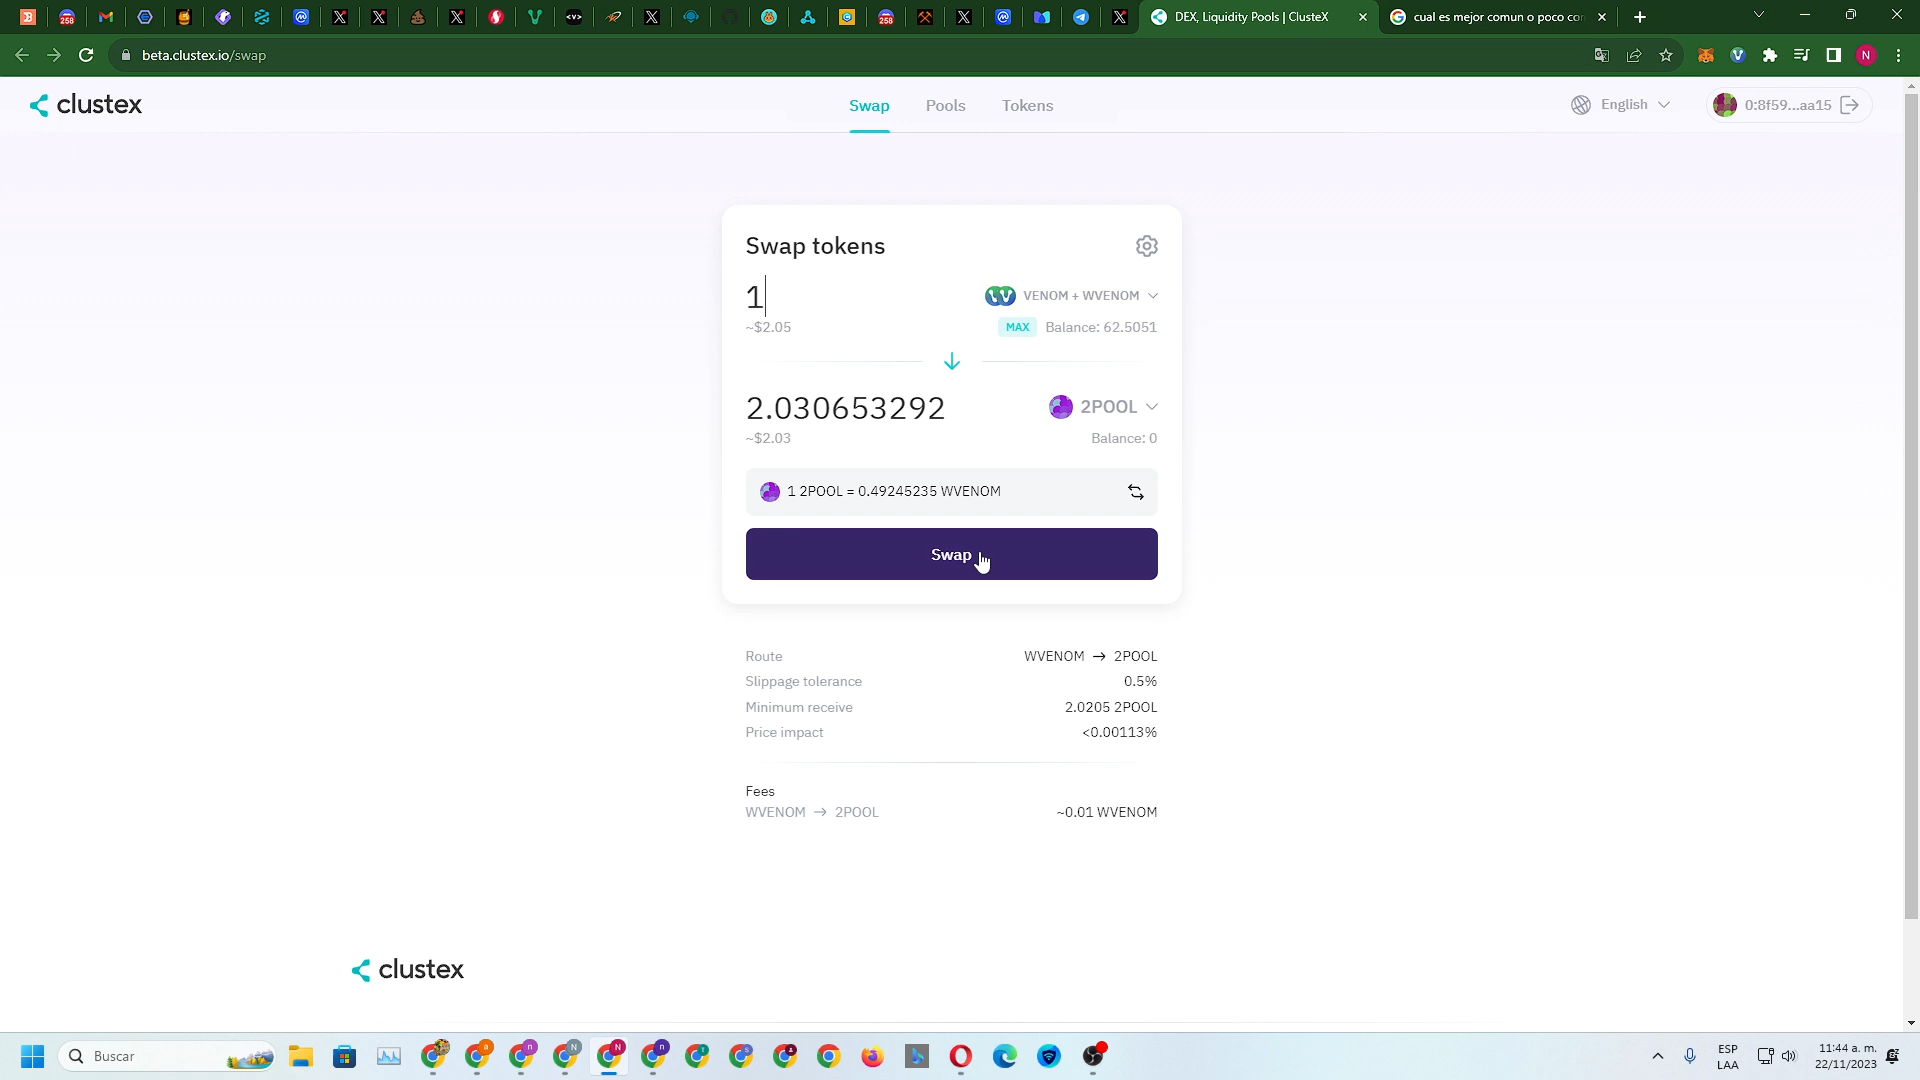 DEX, Liquidity Pools | ClusteX
cual es mejor comun o poco co
beta.clustex.io/swap
N
clustex
Swap
Pools
Tokens
English
0:8f59...aa15
Swap tokens
1
VENOM + WVENOM
~$2.05
MAX
Balance: 62.5051
2.030653292
2POOL
~$2.03
Balance: 0
1 2POOL = 0.49245235 WVENOM
Swap
Route
WVENOM → 2POOL
Slippage tolerance
0.5%
Minimum receive
2.0205 2POOL
Price impact
<0.00113%
Fees
WVENOM → 2POOL
~0.01 WVENOM
clustex
Buscar
ESP
LAA
11:44 a. m.
22/11/2023